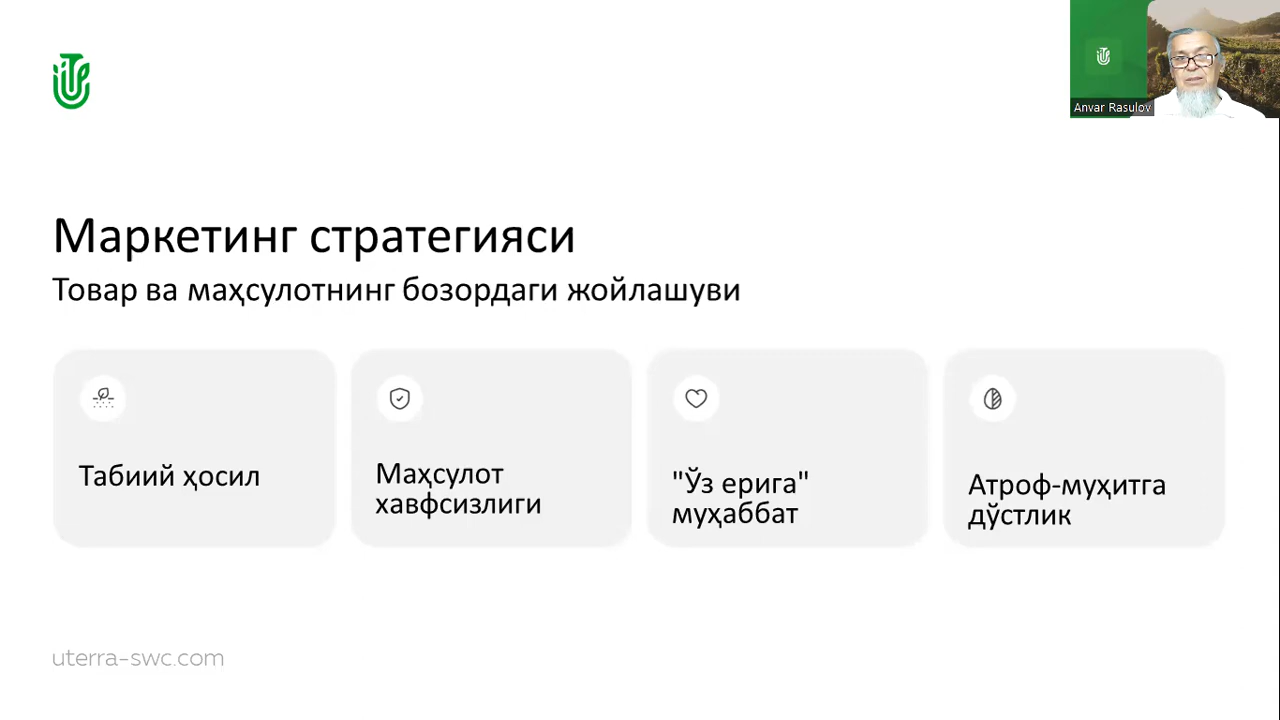 Anvar Rasulov
Маркетинг стратегияси
Товар ва маҳсулотнинг бозордаги жойлашуви
Табиий ҳосил
Маҳсулот
хавфсизлиги
"Ўз ерига"
муҳаббат
Атроф-муҳитга
дўстлик
uterra-swc.com